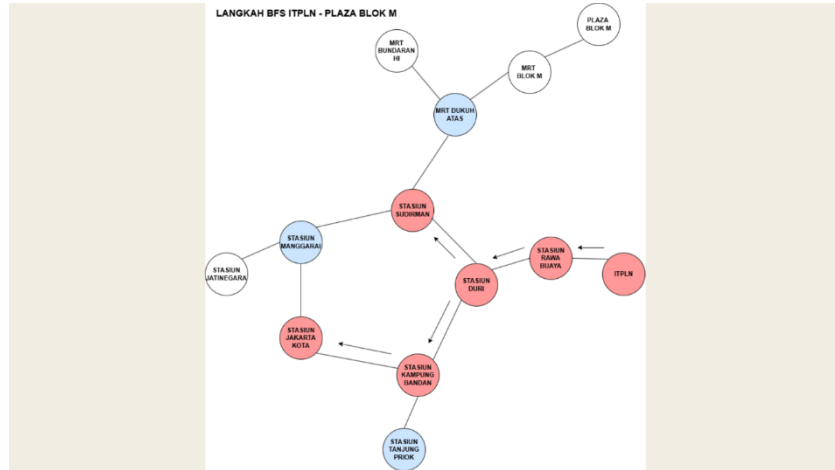 LANGKAH BFS ITPLN - PLAZA BLOK M
PLAZA
BLOK M
MRT
BUNDARAN
HI
MRT
BLOK M
MRT DUKUH
ATAS
STASIUN
SUDIRMAN
STASIUN
MANGGARAI
STASIUN
RAWA
BUAYA
STASIUN
JATINEGARA
ITPLN
STASIUN
DURI
STASIUN
JAKARTA
KOTA
STASIUN
KAMPUNG
BANDAN
STASIUN
TANJUNG
PRIOK